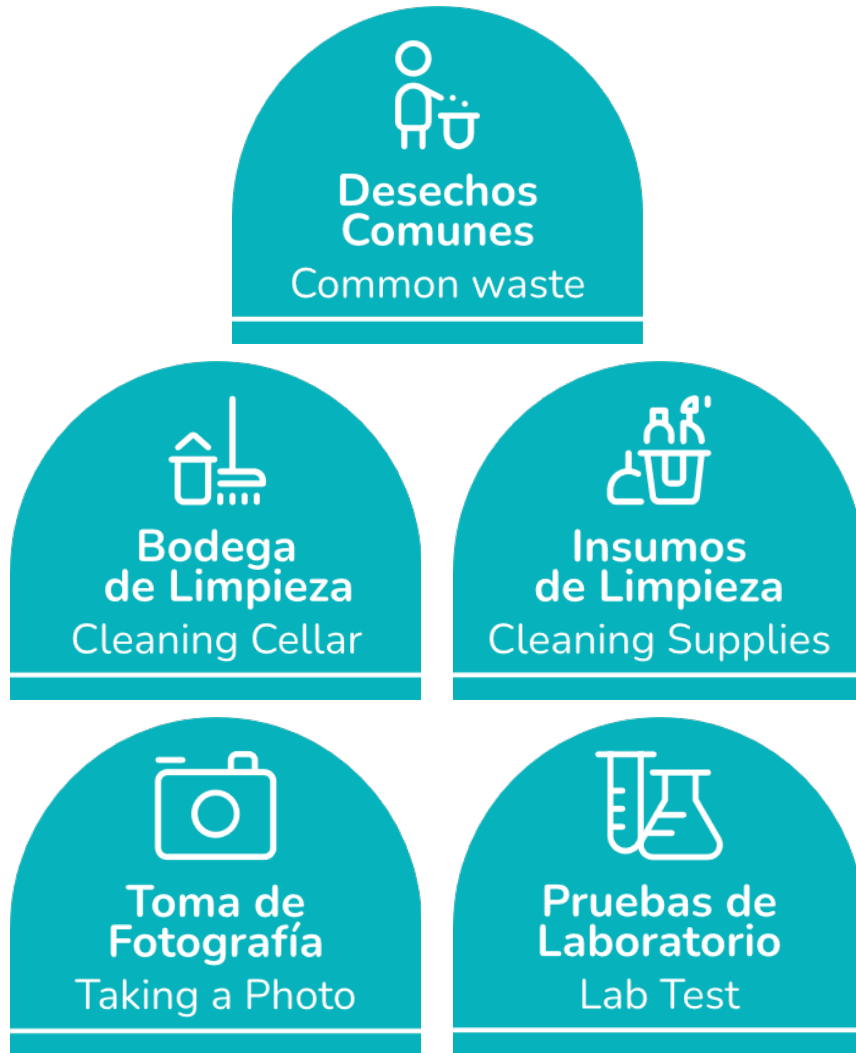 Desechos
Comunes
Common waste
Bodega
de Limpieza
Cleaning Cellar
Insumos
de Limpieza
Cleaning Supplies
Toma de
Fotografía
Taking a Photo
Pruebas de
Laboratorio
Lab Test